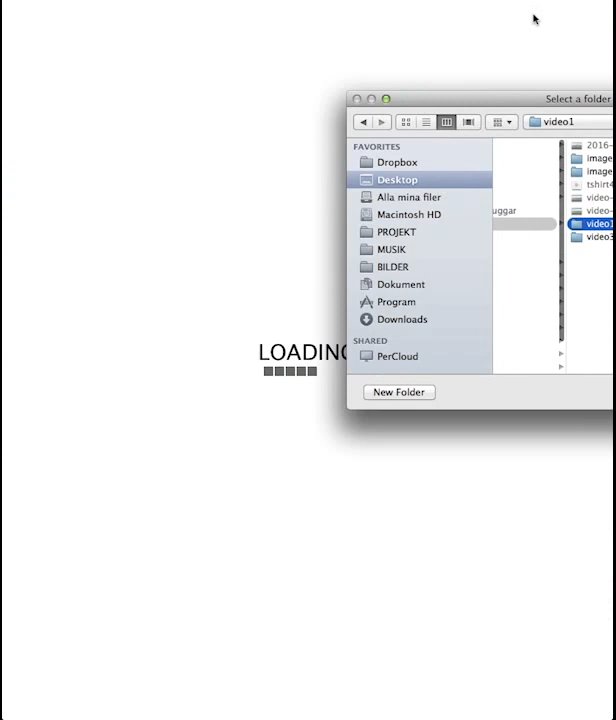 Select a folder
video1
FAVORITES
Dropbox
Desktop
Alla mina filer
Macintosh HD
PROJEKT
MUSIK
BILDER
Dokument
Program
Downloads
SHARED
PerCloud
uggar
2016-
image
image
tshirt4
video-
video-
video1
video3
LOADING
New Folder